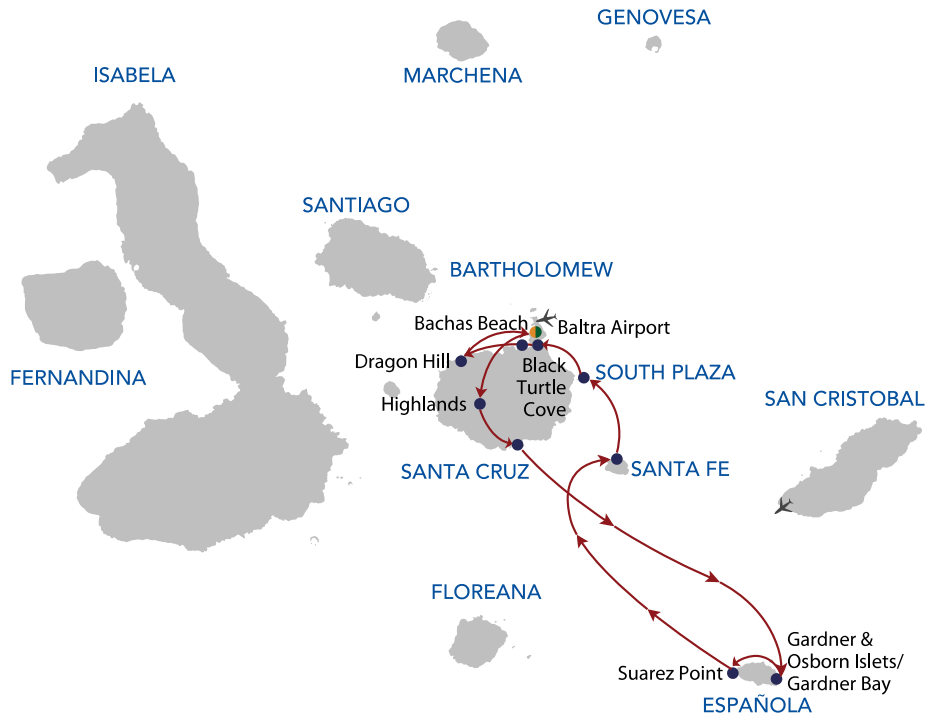 GENOVESA
ISABELA
MARCHENA
SANTIAGO
BARTHOLOMEW
Bachas Beach
Baltra Airport
Dragon Hill
Black
Turtle
Cove
SOUTH PLAZA
FERNANDINA
Highlands
SAN CRISTOBAL
SANTA CRUZ
SANTA FE
FLOREANA
Gardner &
Osborn Islets/
Gardner Bay
Suarez Point
ESPAÑOLA